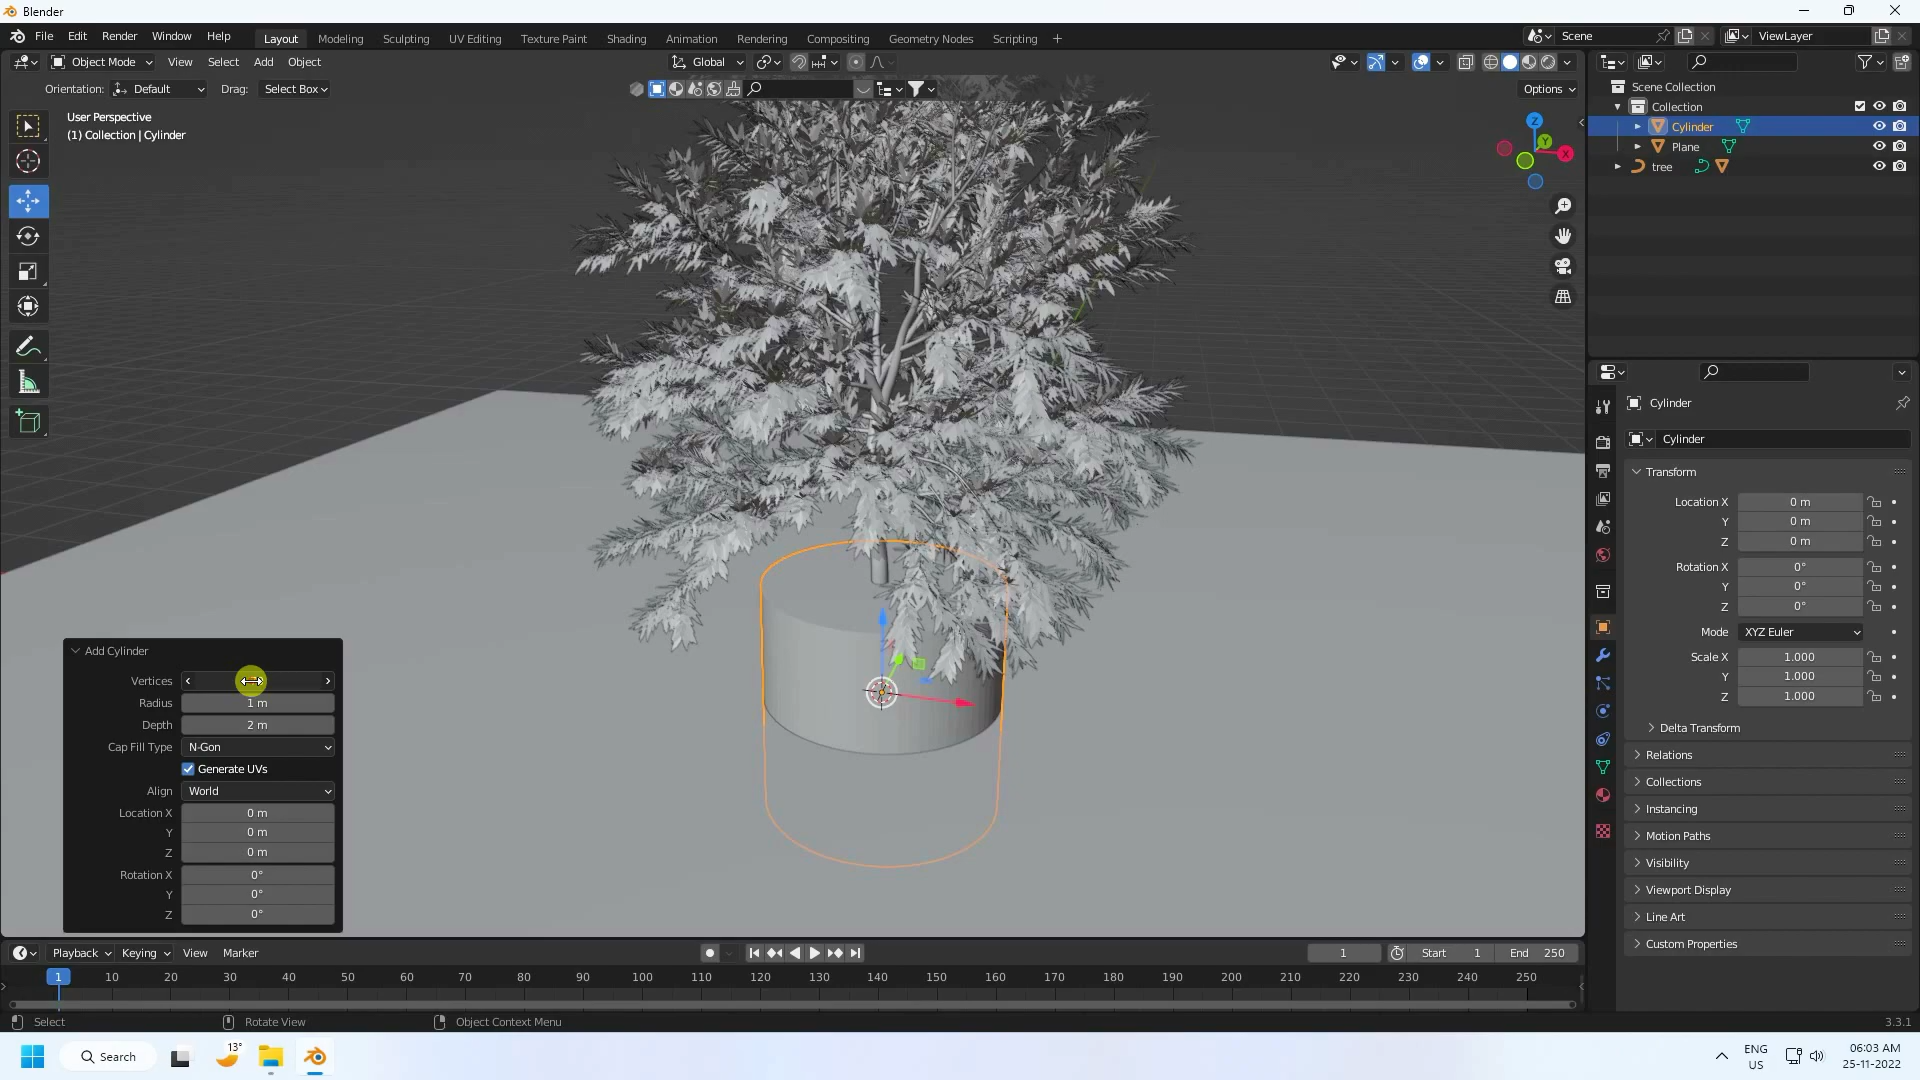 Blender
File Edit Render Window Help
Layout Modeling Sculpting UV Editing Texture Paint Shading Animation Rendering Compositing Geometry Nodes Scripting +
Scene
ViewLayer
Object Mode View Select Add Object
Global
Orientation: Default Drag: Select Box
Options
User Perspective
(1) Collection | Cylinder
Z
Y
X
Scene Collection
Collection
Cylinder
Plane
tree
Cylinder
Cylinder
Transform
Location X 0 m
Y 0 m
Z 0 m
Rotation X 0°
Y 0°
Z 0°
Mode XYZ Euler
Scale X 1.000
Y 1.000
Z 1.000
Delta Transform
Relations
Collections
Instancing
Motion Paths
Visibility
Viewport Display
Line Art
Custom Properties
Add Cylinder
Vertices
Radius 1 m
Depth 2 m
Cap Fill Type N-Gon
Generate UVs
Align World
Location X 0 m
Y 0 m
Z 0 m
Rotation X 0°
Y 0°
Z 0°
Playback Keying View Marker
1 Start 1 End 250
1 10 20 30 40 50 60 70 80 90 100 110 120 130 140 150 160 170 180 190 200 210 220 230 240 250
Select Rotate View Object Context Menu
3.3.1
Search
13°
ENG
US
06:03 AM
25-11-2022